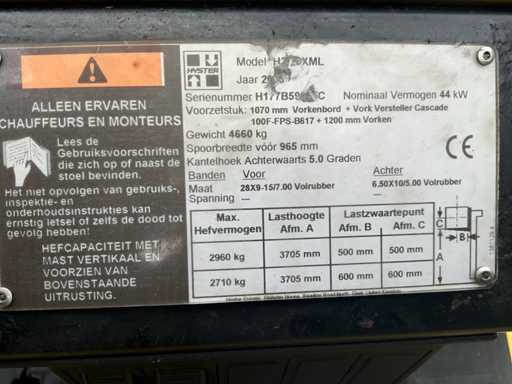 ALLEEN ERVAREN
CHAUFFEURS EN MONTEURS
Lees de
Gebruiksvoorschriften
die zich op of naast de
stoel bevinden.
Het niet opvolgen van gebruiks-,
inspektie- en
onderhoudsinstrukties kan
ernstig letsel of zelfs de dood tot
gevolg hebben.
HEFCAPACITEIT MET
MAST VERTIKAAL EN
VOORZIEN VAN
BOVENSTAANDE
UITRUSTING.
HYSTER
Model
Jaar
Serienummer Nominaal Vermogen 44 kW
Voorzetstuk: 1070 mm Vorkenbord + Vork Versteller Cascade
100F-FPS-B617 + 1200 mm Vorken
Gewicht 4660 kg
Spoorbreedte vóór 965 mm
Kantelhoek Achterwaarts 5.0 Graden
CE
Banden Voor Achter
Maat 28X9-15/7.00 Volrubber 6.50X10/5.00 Volrubber
Spanning — —
Max. Hefvermogen Lasthoogte Afm. A Lastzwaartepunt Afm. B Afm. C
2960 kg 3705 mm 500 mm 500 mm
2710 kg 3705 mm 600 mm 600 mm
C
B
A